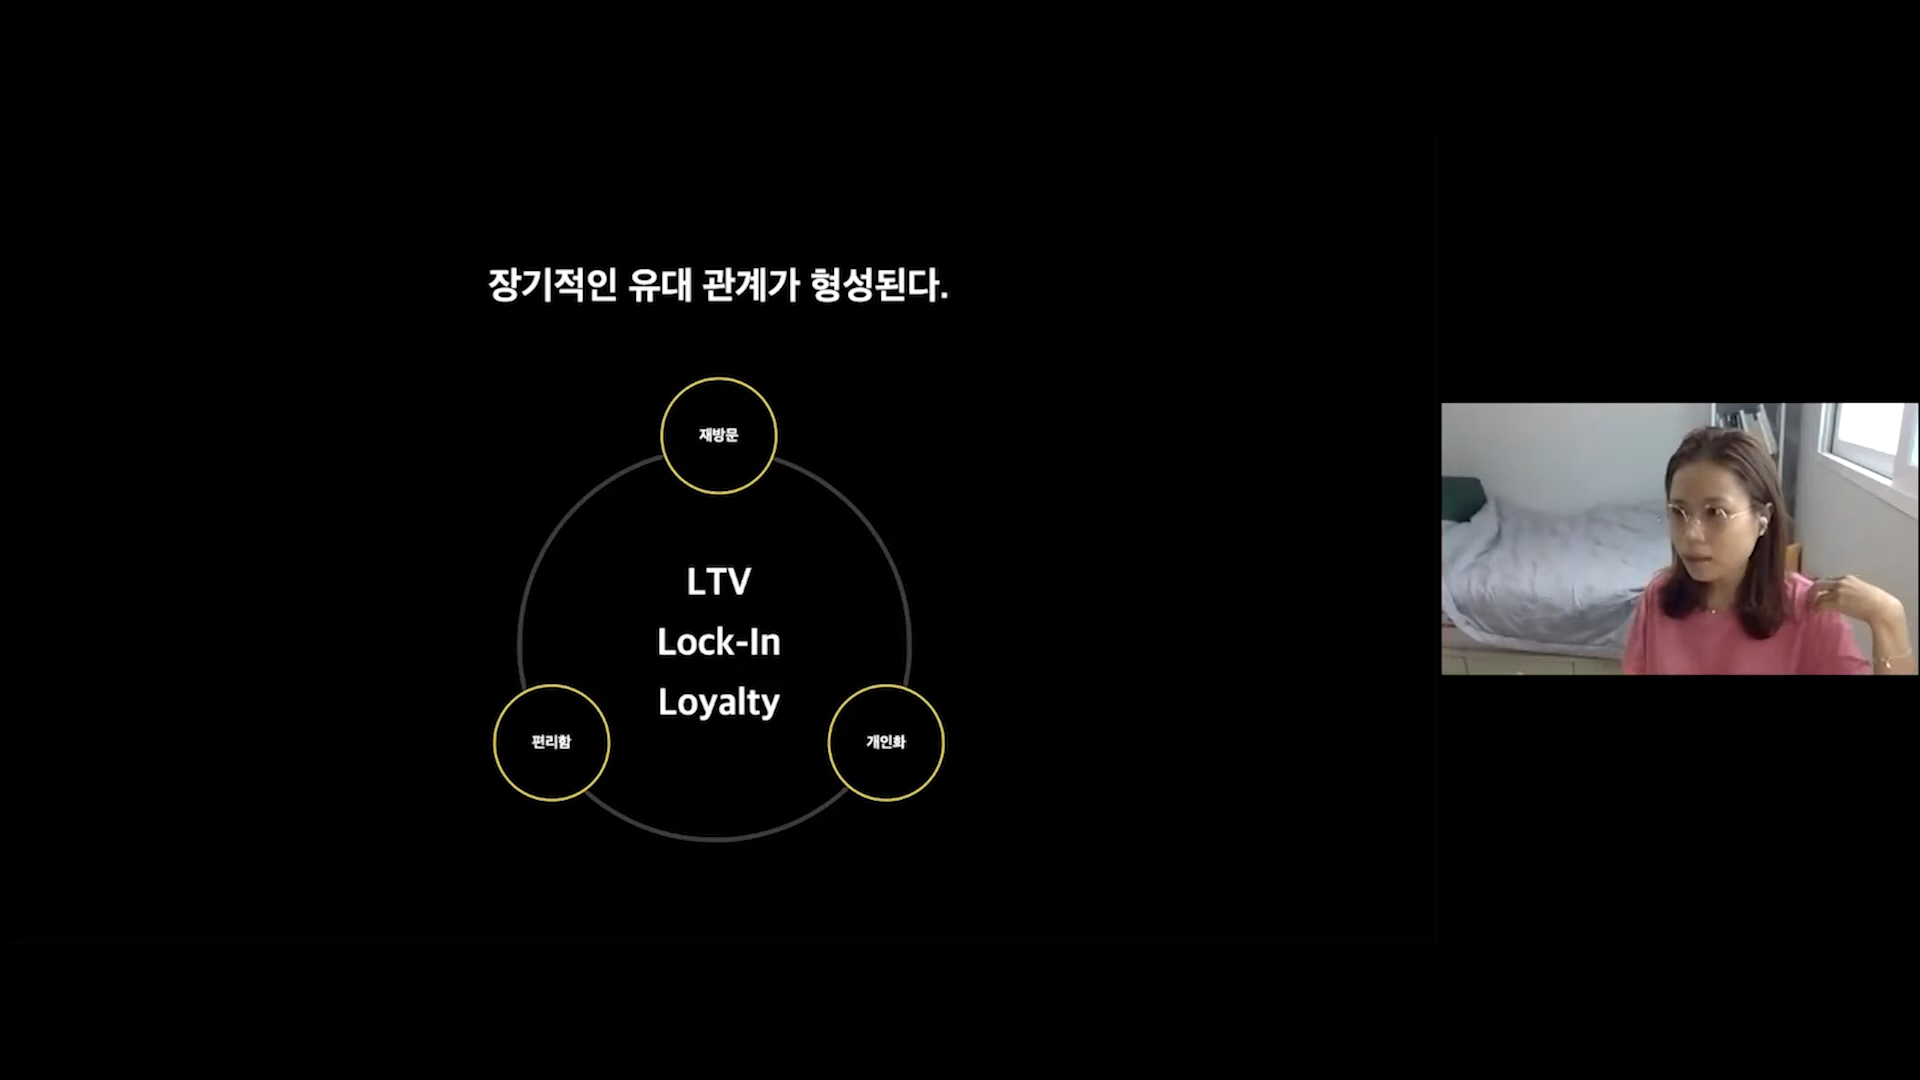 장기적인 유대 관계가 형성된다.
재방문
LTV
Lock-In
Loyalty
편리함
개인화